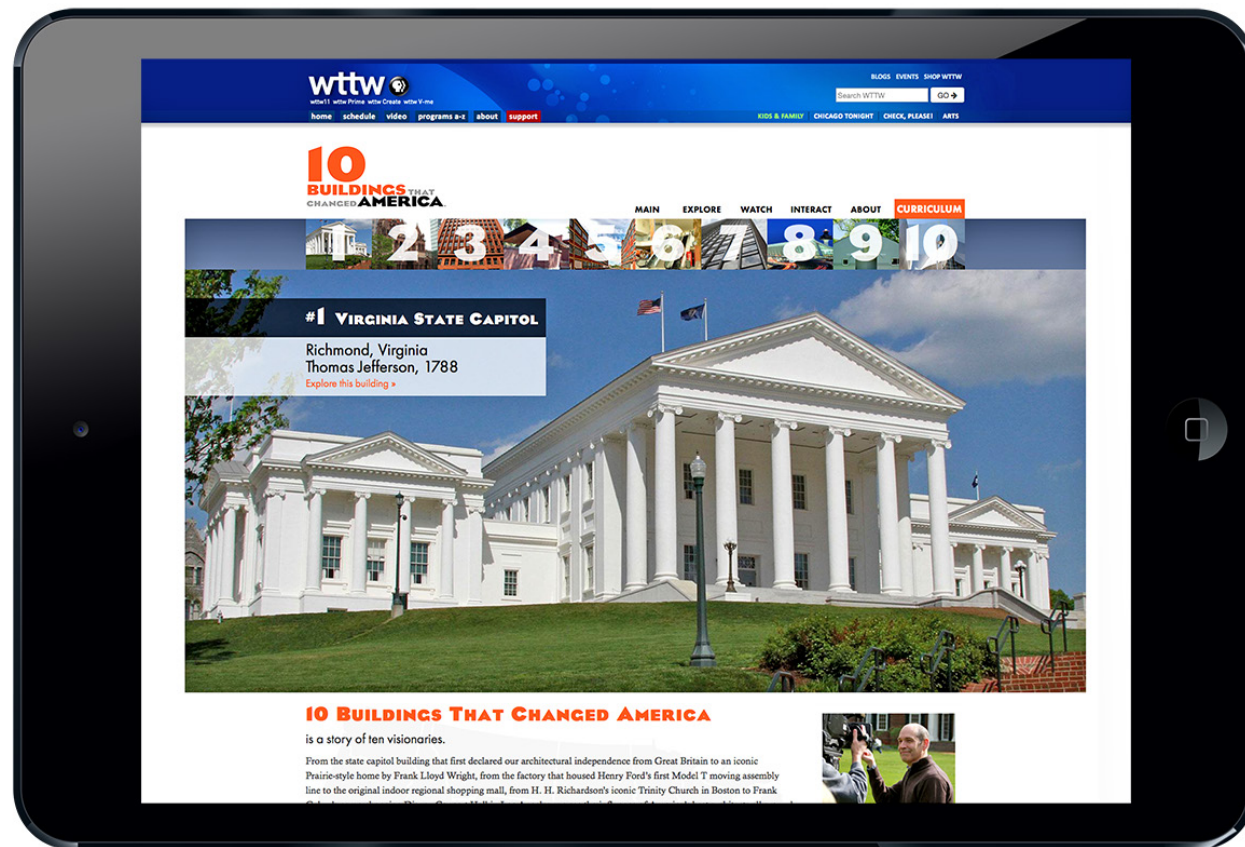 wttw
wttw11 wttw Prime wttw Create wttw V-me
BLOGS EVENTS SHOP WTTW
Search WTTW GO →
home schedule video programs a-z about support
KIDS & FAMILY CHICAGO TONIGHT CHECK, PLEASE! ARTS
10
BUILDINGS THAT
CHANGED AMERICA
MAIN EXPLORE WATCH INTERACT ABOUT CURRICULUM
1 2 3 4 5 6 7 8 9 10
#1 VIRGINIA STATE CAPITOL
Richmond, Virginia
Thomas Jefferson, 1788
Explore this building »
10 BUILDINGS THAT CHANGED AMERICA
is a story of ten visionaries.
From the state capitol building that first declared our architectural independence from Great Britain to an iconic
Prairie-style home by Frank Lloyd Wright, from the factory that housed Henry Ford's first Model T moving assembly
line to the original indoor regional shopping mall, from H. H. Richardson's iconic Trinity Church in Boston to Frank